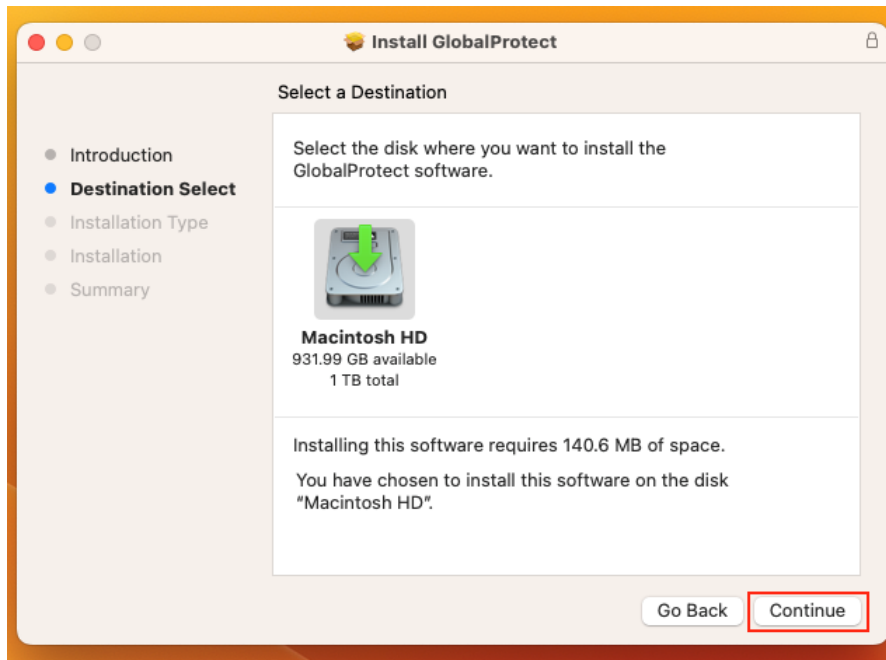 Install GlobalProtect
Select a Destination
Introduction
Destination Select
Installation Type
Installation
Summary
Select the disk where you want to install the
GlobalProtect software.
Macintosh HD
931.99 GB available
1 TB total
Installing this software requires 140.6 MB of space.
You have chosen to install this software on the disk
“Macintosh HD”.
Go Back
Continue